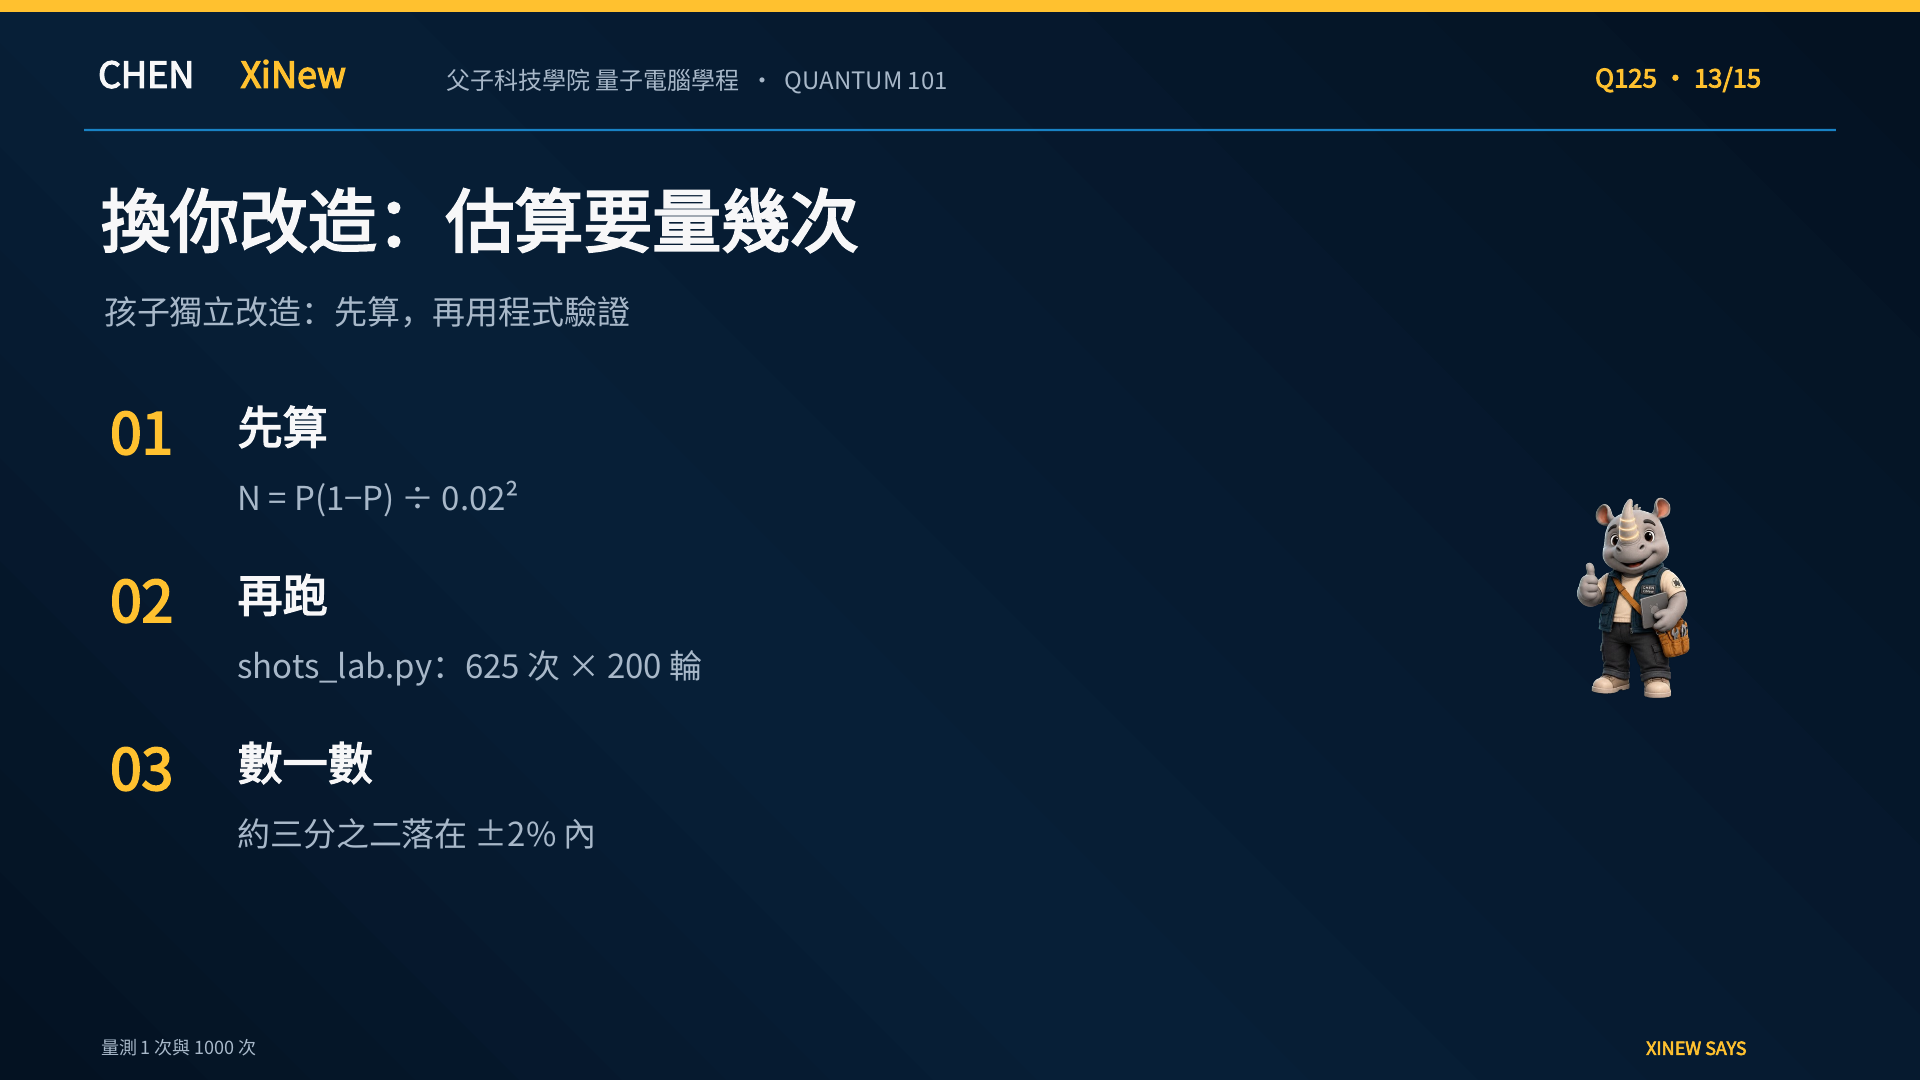 CHEN XiNew 父子科技學院 量子電腦學程 · QUANTUM 101 Q125 · 13/15
換你改造：估算要量幾次
孩子獨立改造：先算，再用程式驗證
01 先算
N = P(1−P) ÷ 0.02²
02 再跑
shots_lab.py：625 次 × 200 輪
03 數一數
約三分之二落在 ±2% 內
量測 1 次與 1000 次 XINEW SAYS